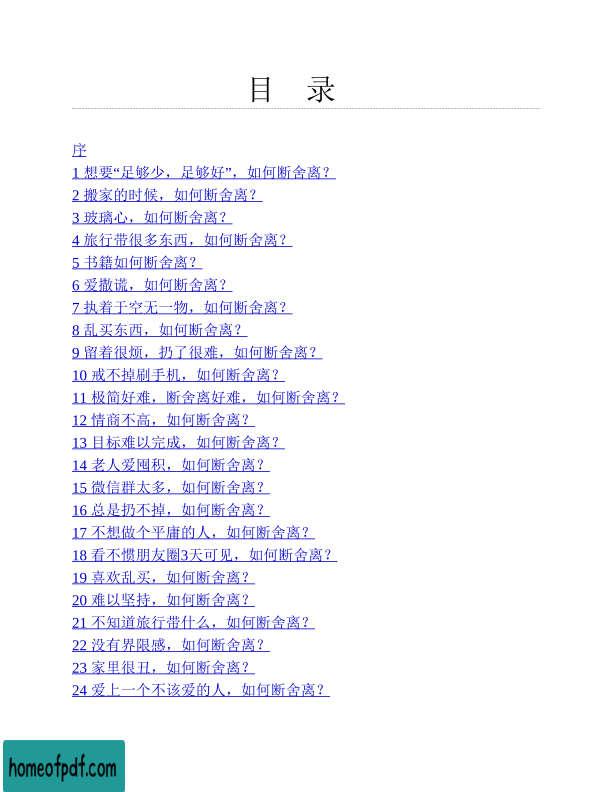 目 录
序
1 想要“足够少，足够好”，如何断舍离？
2 搬家的时候，如何断舍离？
3 玻璃心，如何断舍离？
4 旅行带很多东西，如何断舍离？
5 书籍如何断舍离？
6 爱撒谎，如何断舍离？
7 执着于空无一物，如何断舍离？
8 乱买东西，如何断舍离？
9 留着很烦，扔了很难，如何断舍离？
10 戒不掉刷手机，如何断舍离？
11 极简好难，断舍离好难，如何断舍离？
12 情商不高，如何断舍离？
13 目标难以完成，如何断舍离？
14 老人爱囤积，如何断舍离？
15 微信群太多，如何断舍离？
16 总是扔不掉，如何断舍离？
17 不想做个平庸的人，如何断舍离？
18 看不惯朋友圈3天可见，如何断舍离？
19 喜欢乱买，如何断舍离？
20 难以坚持，如何断舍离？
21 不知道旅行带什么，如何断舍离？
22 没有界限感，如何断舍离？
23 家里很丑，如何断舍离？
24 爱上一个不该爱的人，如何断舍离？
homeofpdf.com